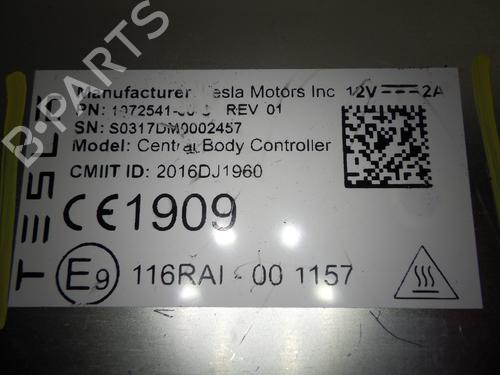 Manufacturer: Tesla Motors Inc 12V 2A
PN: REV 01
SN: S0317DM0002457
Model: Central Body Controller
CMIIT ID: 2016DJ1960
CE1909
E9 116RAI - 00 1157
TESLA
B-PARTS